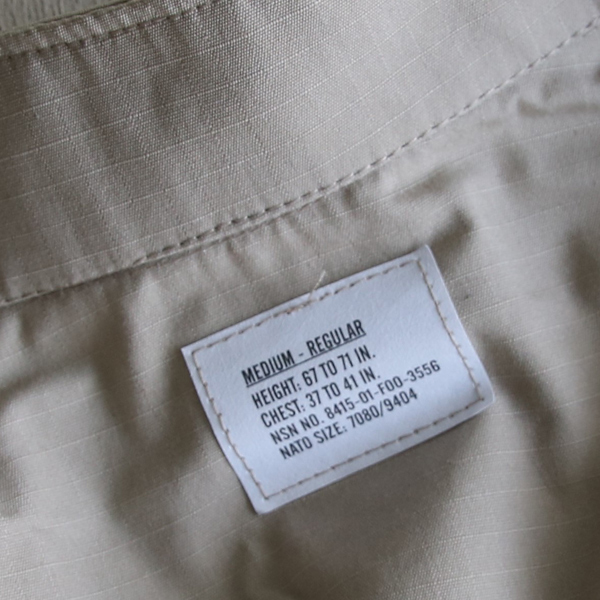 MEDIUM - REGULAR
HEIGHT: 67 TO 71 IN.
CHEST: 37 TO 41 IN.
NSN NO. 8415-01-F00-3556
NATO SIZE: 7080/9404